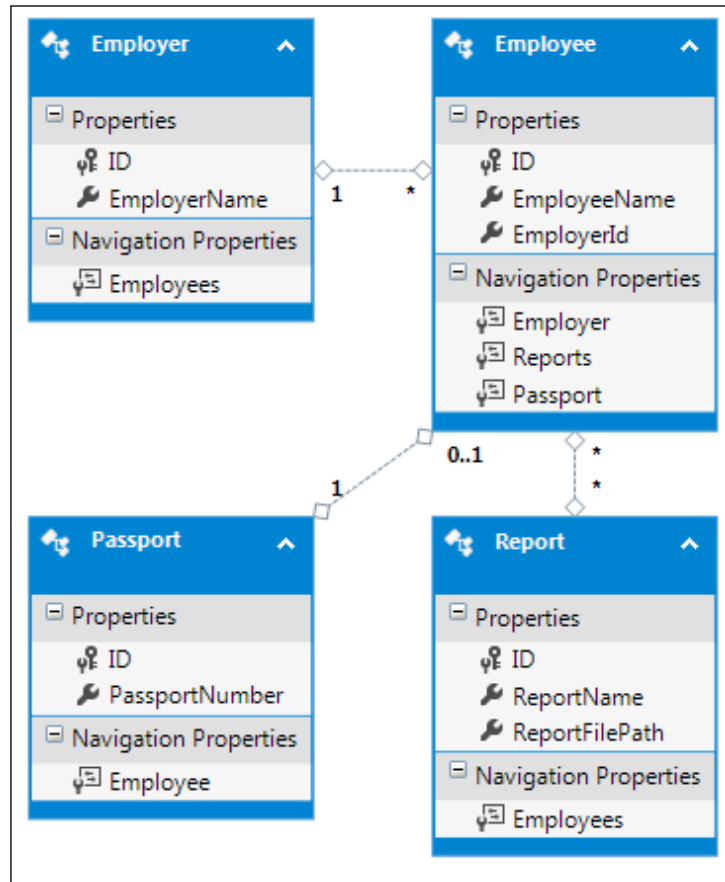 Employer
Properties
ID
EmployerName
Navigation Properties
Employees
1
*
Employee
Properties
ID
EmployeeName
EmployerId
Navigation Properties
Employer
Reports
Passport
0..1
*
1
*
Passport
Properties
ID
PassportNumber
Navigation Properties
Employee
Report
Properties
ID
ReportName
ReportFilePath
Navigation Properties
Employees